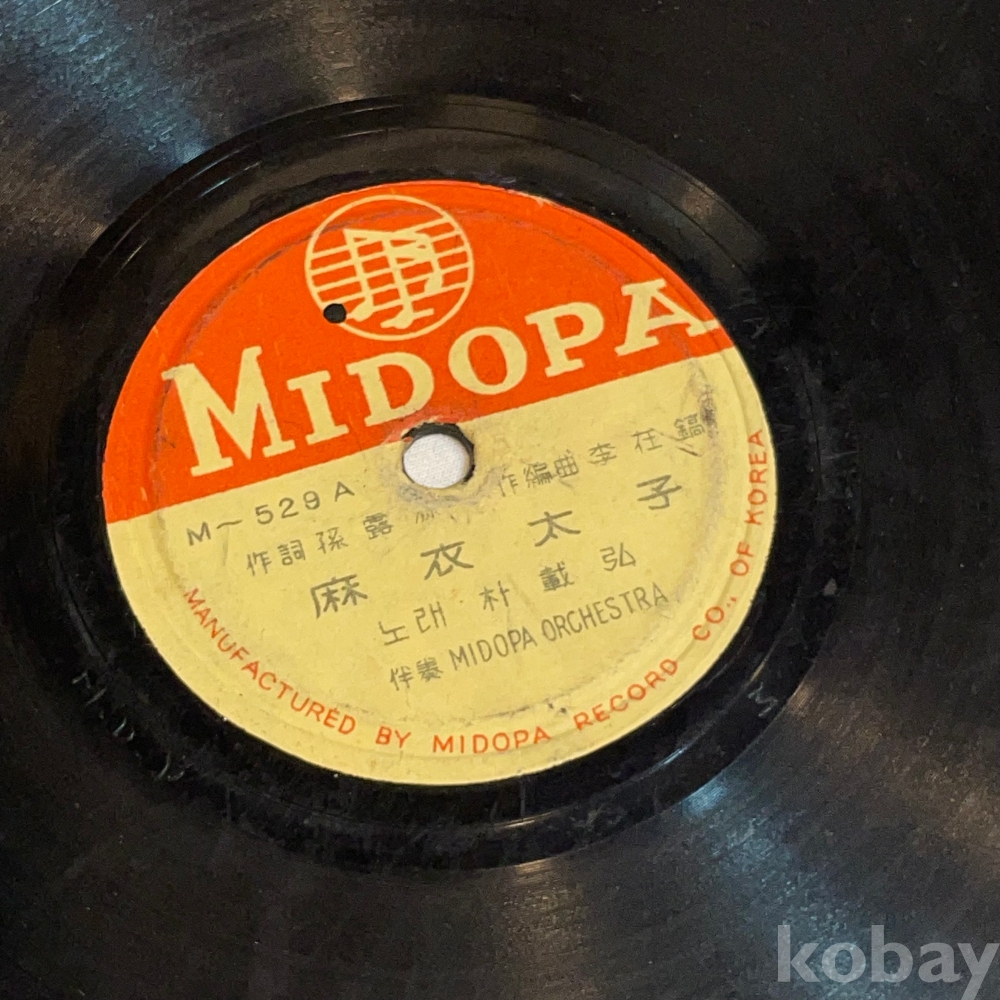 MIDOPA
M~529A
作編曲 李在鎬
作詞 孫露
麻衣太子
노래 朴載弘
伴奏 MIDOPA ORCHESTRA
MANUFACTURED BY MIDOPA RECORD CO., OF KOREA
kobay